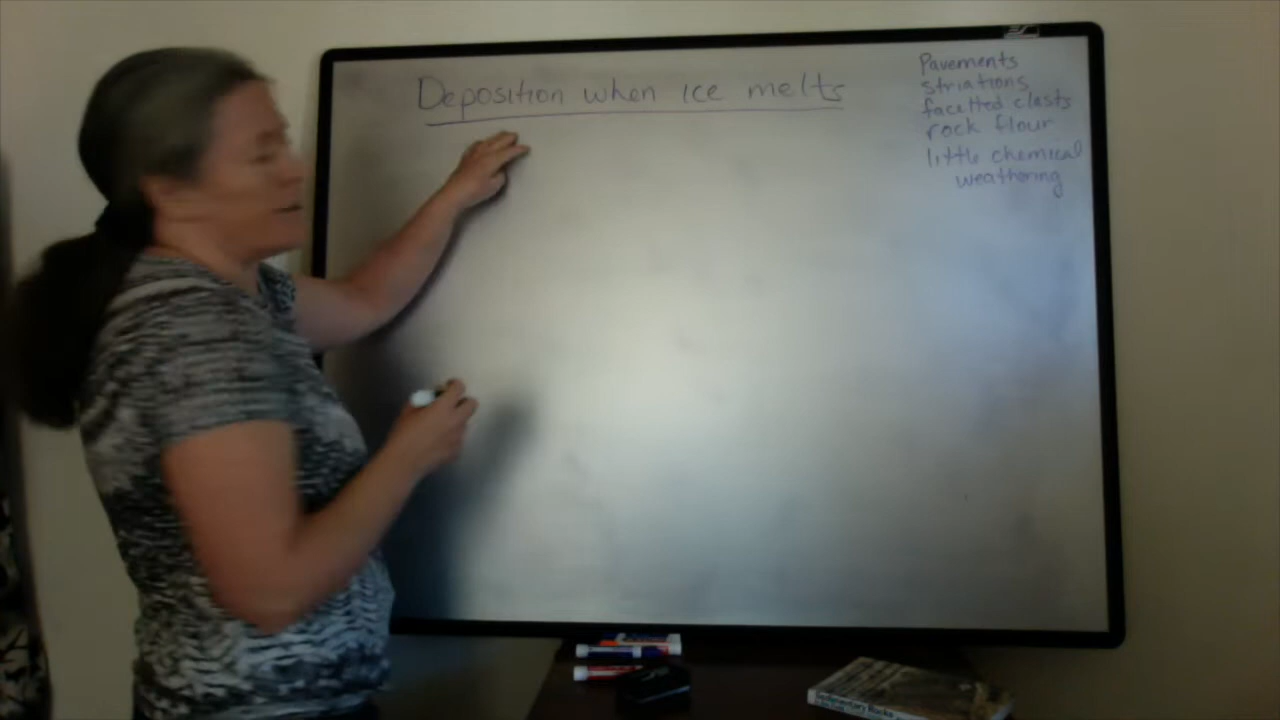 Deposition when ice melts
Pavements
striations
facetted clasts
rock flour
little chemical
weathering